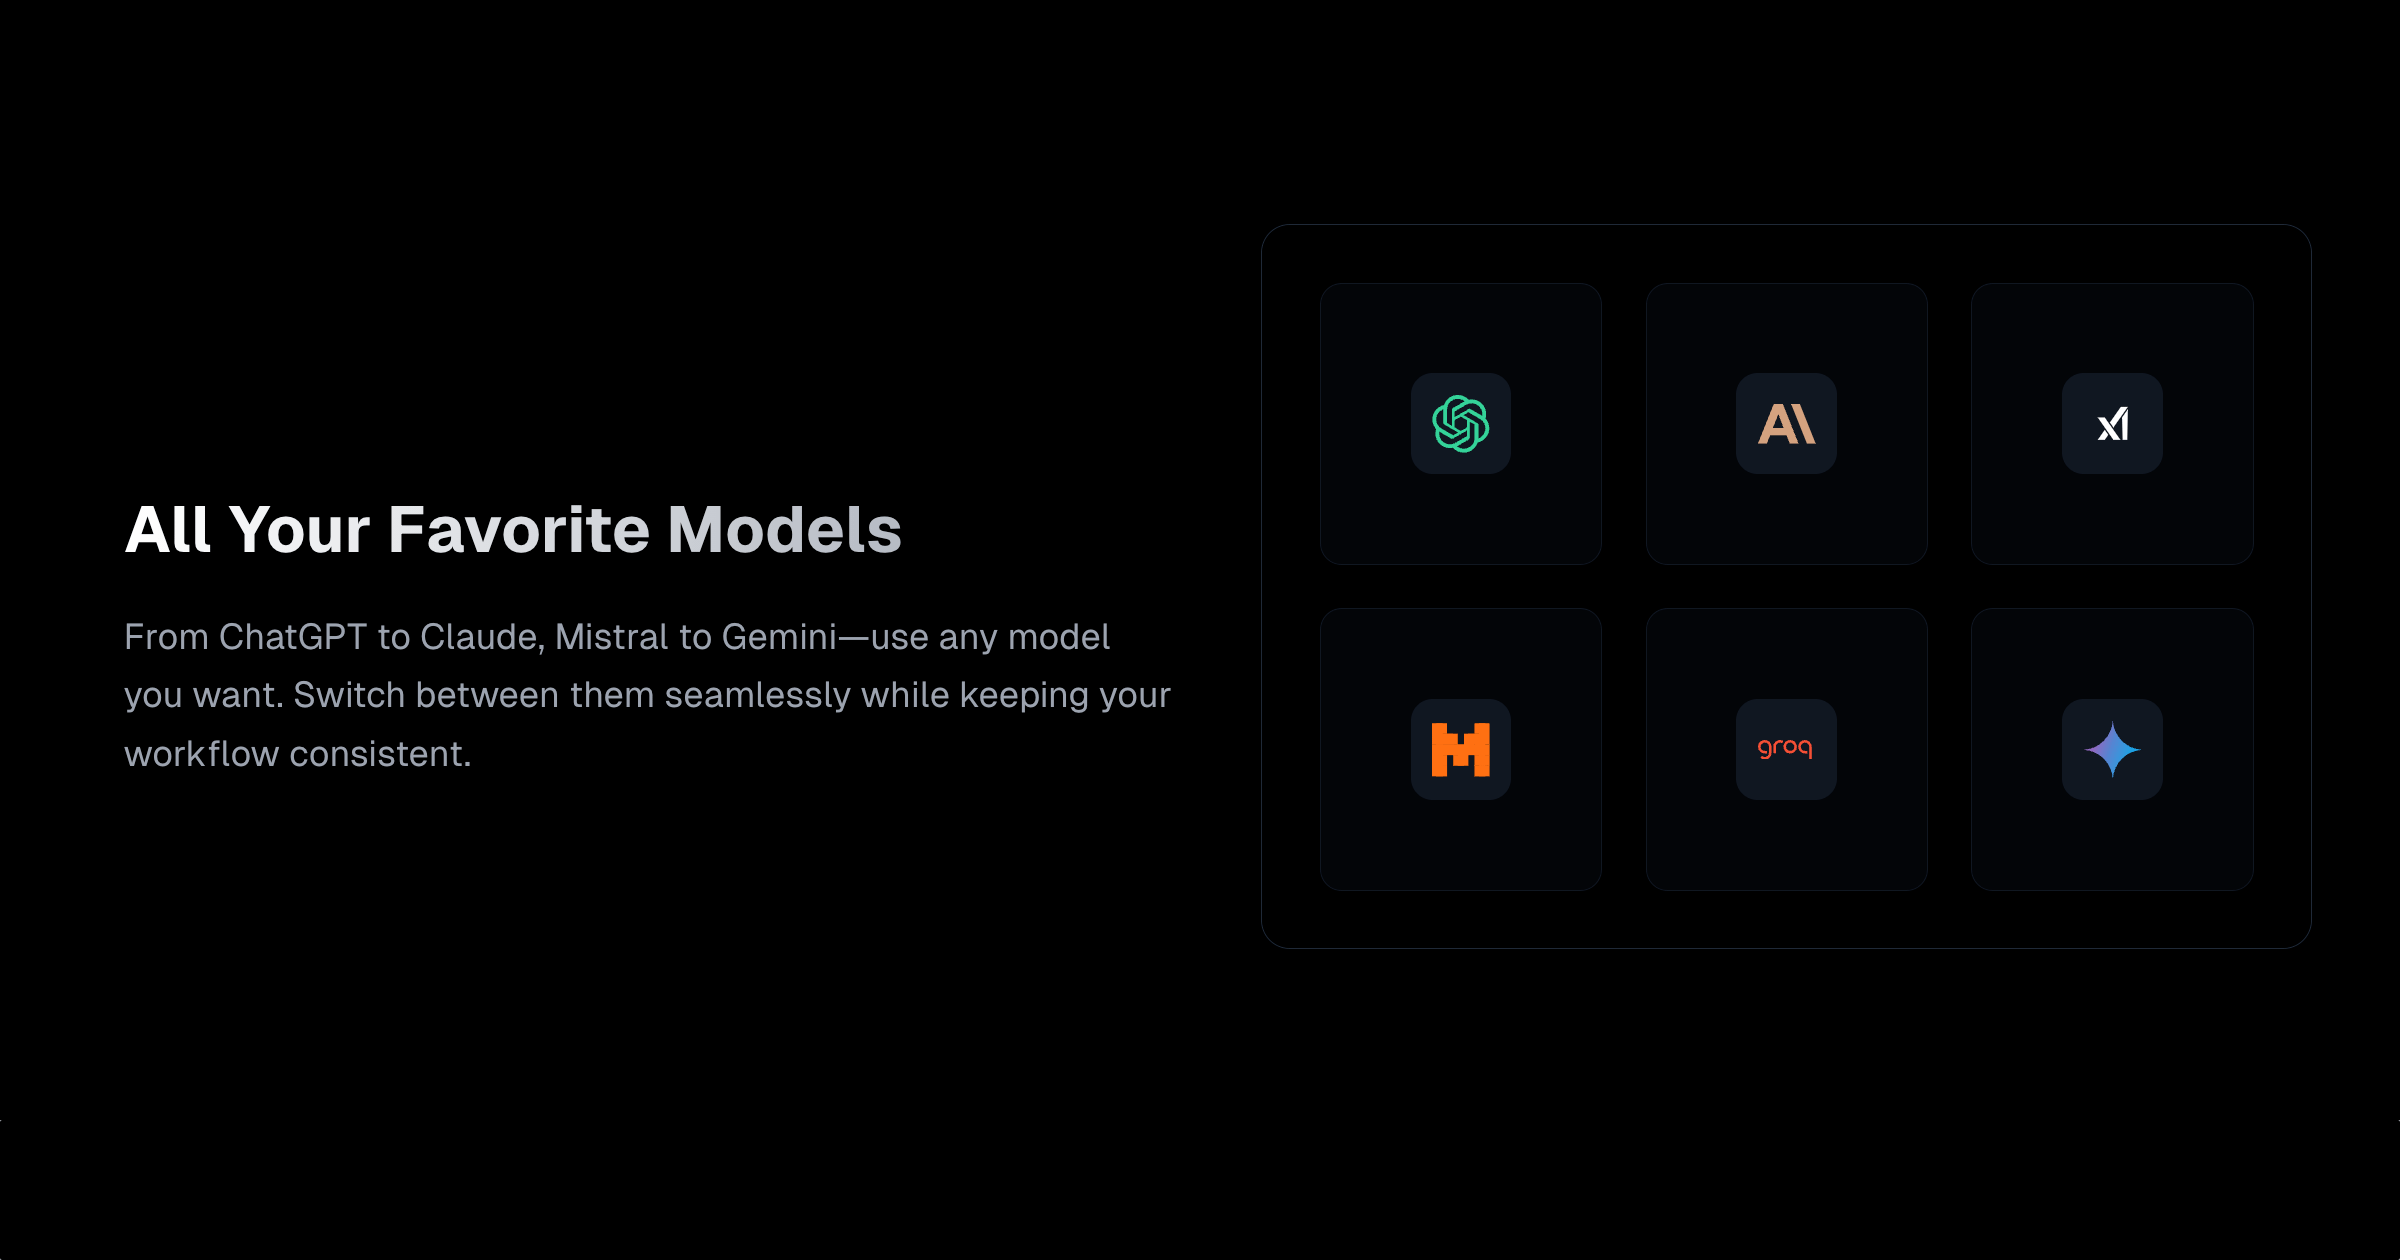 All Your Favorite Models
From ChatGPT to Claude, Mistral to Gemini—use any model
you want. Switch between them seamlessly while keeping your
workflow consistent.
AI
xI
M
groq